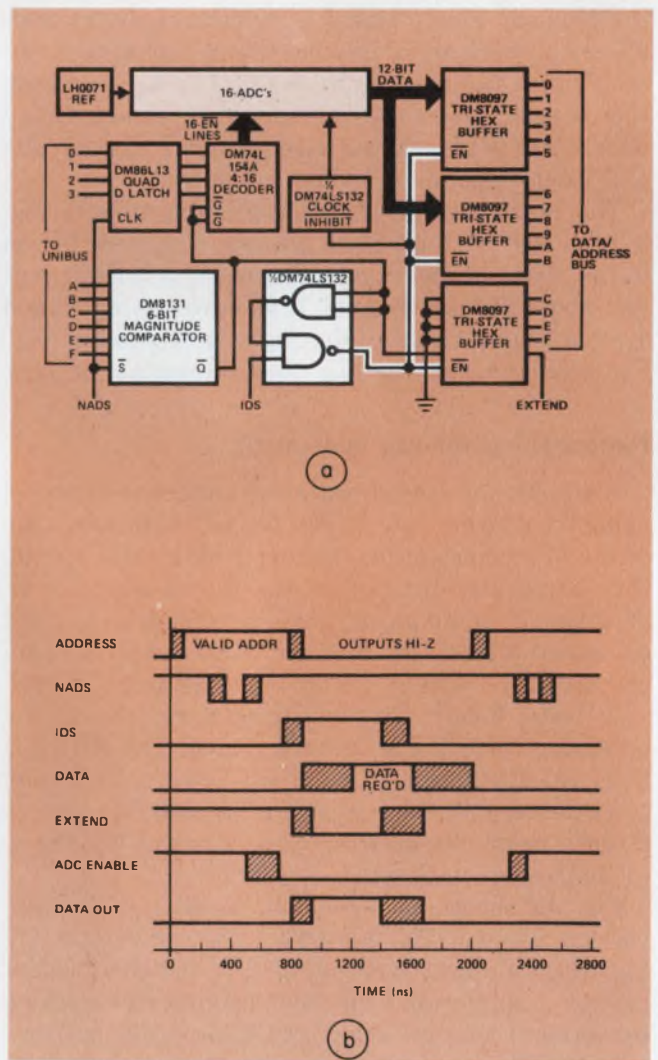 LH0071
REF
16-ADC's
12-BIT
DATA
DM8097
TRI-STATE
HEX
BUFFER
EN
0
1
2
3
4
5
16-EN
LINES
0
1
2
3
DM86L13
QUAD
D LATCH
CLK
DM74L
154A
4:16
DECODER
G
G
½
DM74LS132
CLOCK
INHIBIT
DM8097
TRI-STATE
HEX
BUFFER
EN
6
7
8
9
A
B
TO
UNIBUS
TO
DATA/
ADDRESS
BUS
A
B
C
D
E
F
DM8131
6-BIT
MAGNITUDE
COMPARATOR
S
Q
½DM74LS132
DM8097
TRI-STATE
HEX
BUFFER
EN
C
D
E
F
NADS
IDS
EXTEND
a
ADDRESS
VALID ADDR
OUTPUTS HI-Z
NADS
IDS
DATA
DATA
REQ'D
EXTEND
ADC ENABLE
DATA OUT
0 400 800 1200 1600 2000 2400 2800
TIME (ns)
b